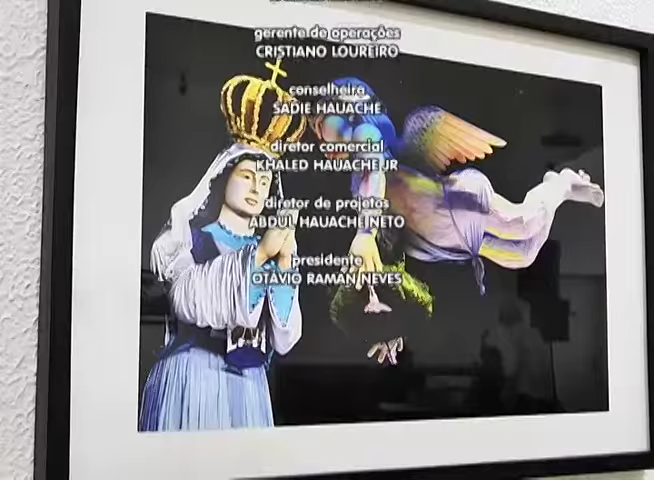 gerente de operações
CRISTIANO LOUREIRO
conselheira
SADIE HAUACHE
diretor comercial
KHALED HAUACHE JR
diretor de projetos
ABDUL HAUACHE NETO
presidente
OTÁVIO RAMAN NEVES